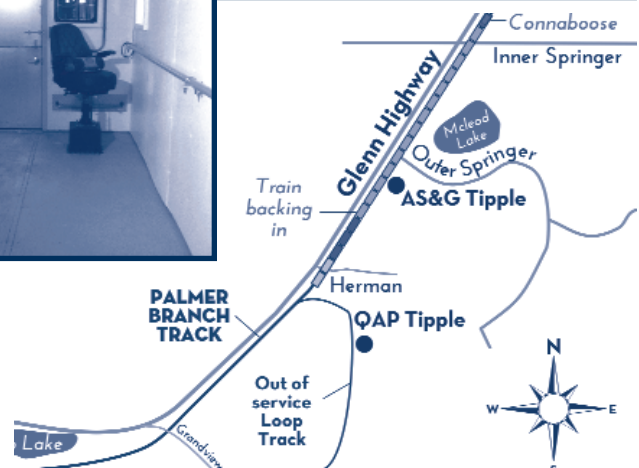 Connaboose
Inner Springer
Glenn Highway
Mcleod
Lake
Outer Springer
Train
backing
in
AS&G Tipple
Herman
PALMER
BRANCH
TRACK
QAP Tipple
Out of
service
Loop
Track
Grandview
Lake
N
W
E